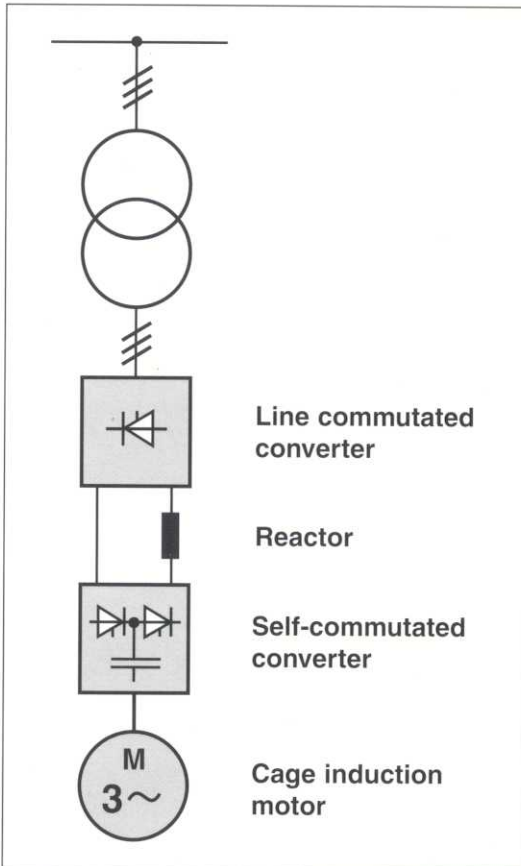 Line commutated
converter
Reactor
Self-commutated
converter
M
3～
Cage induction
motor